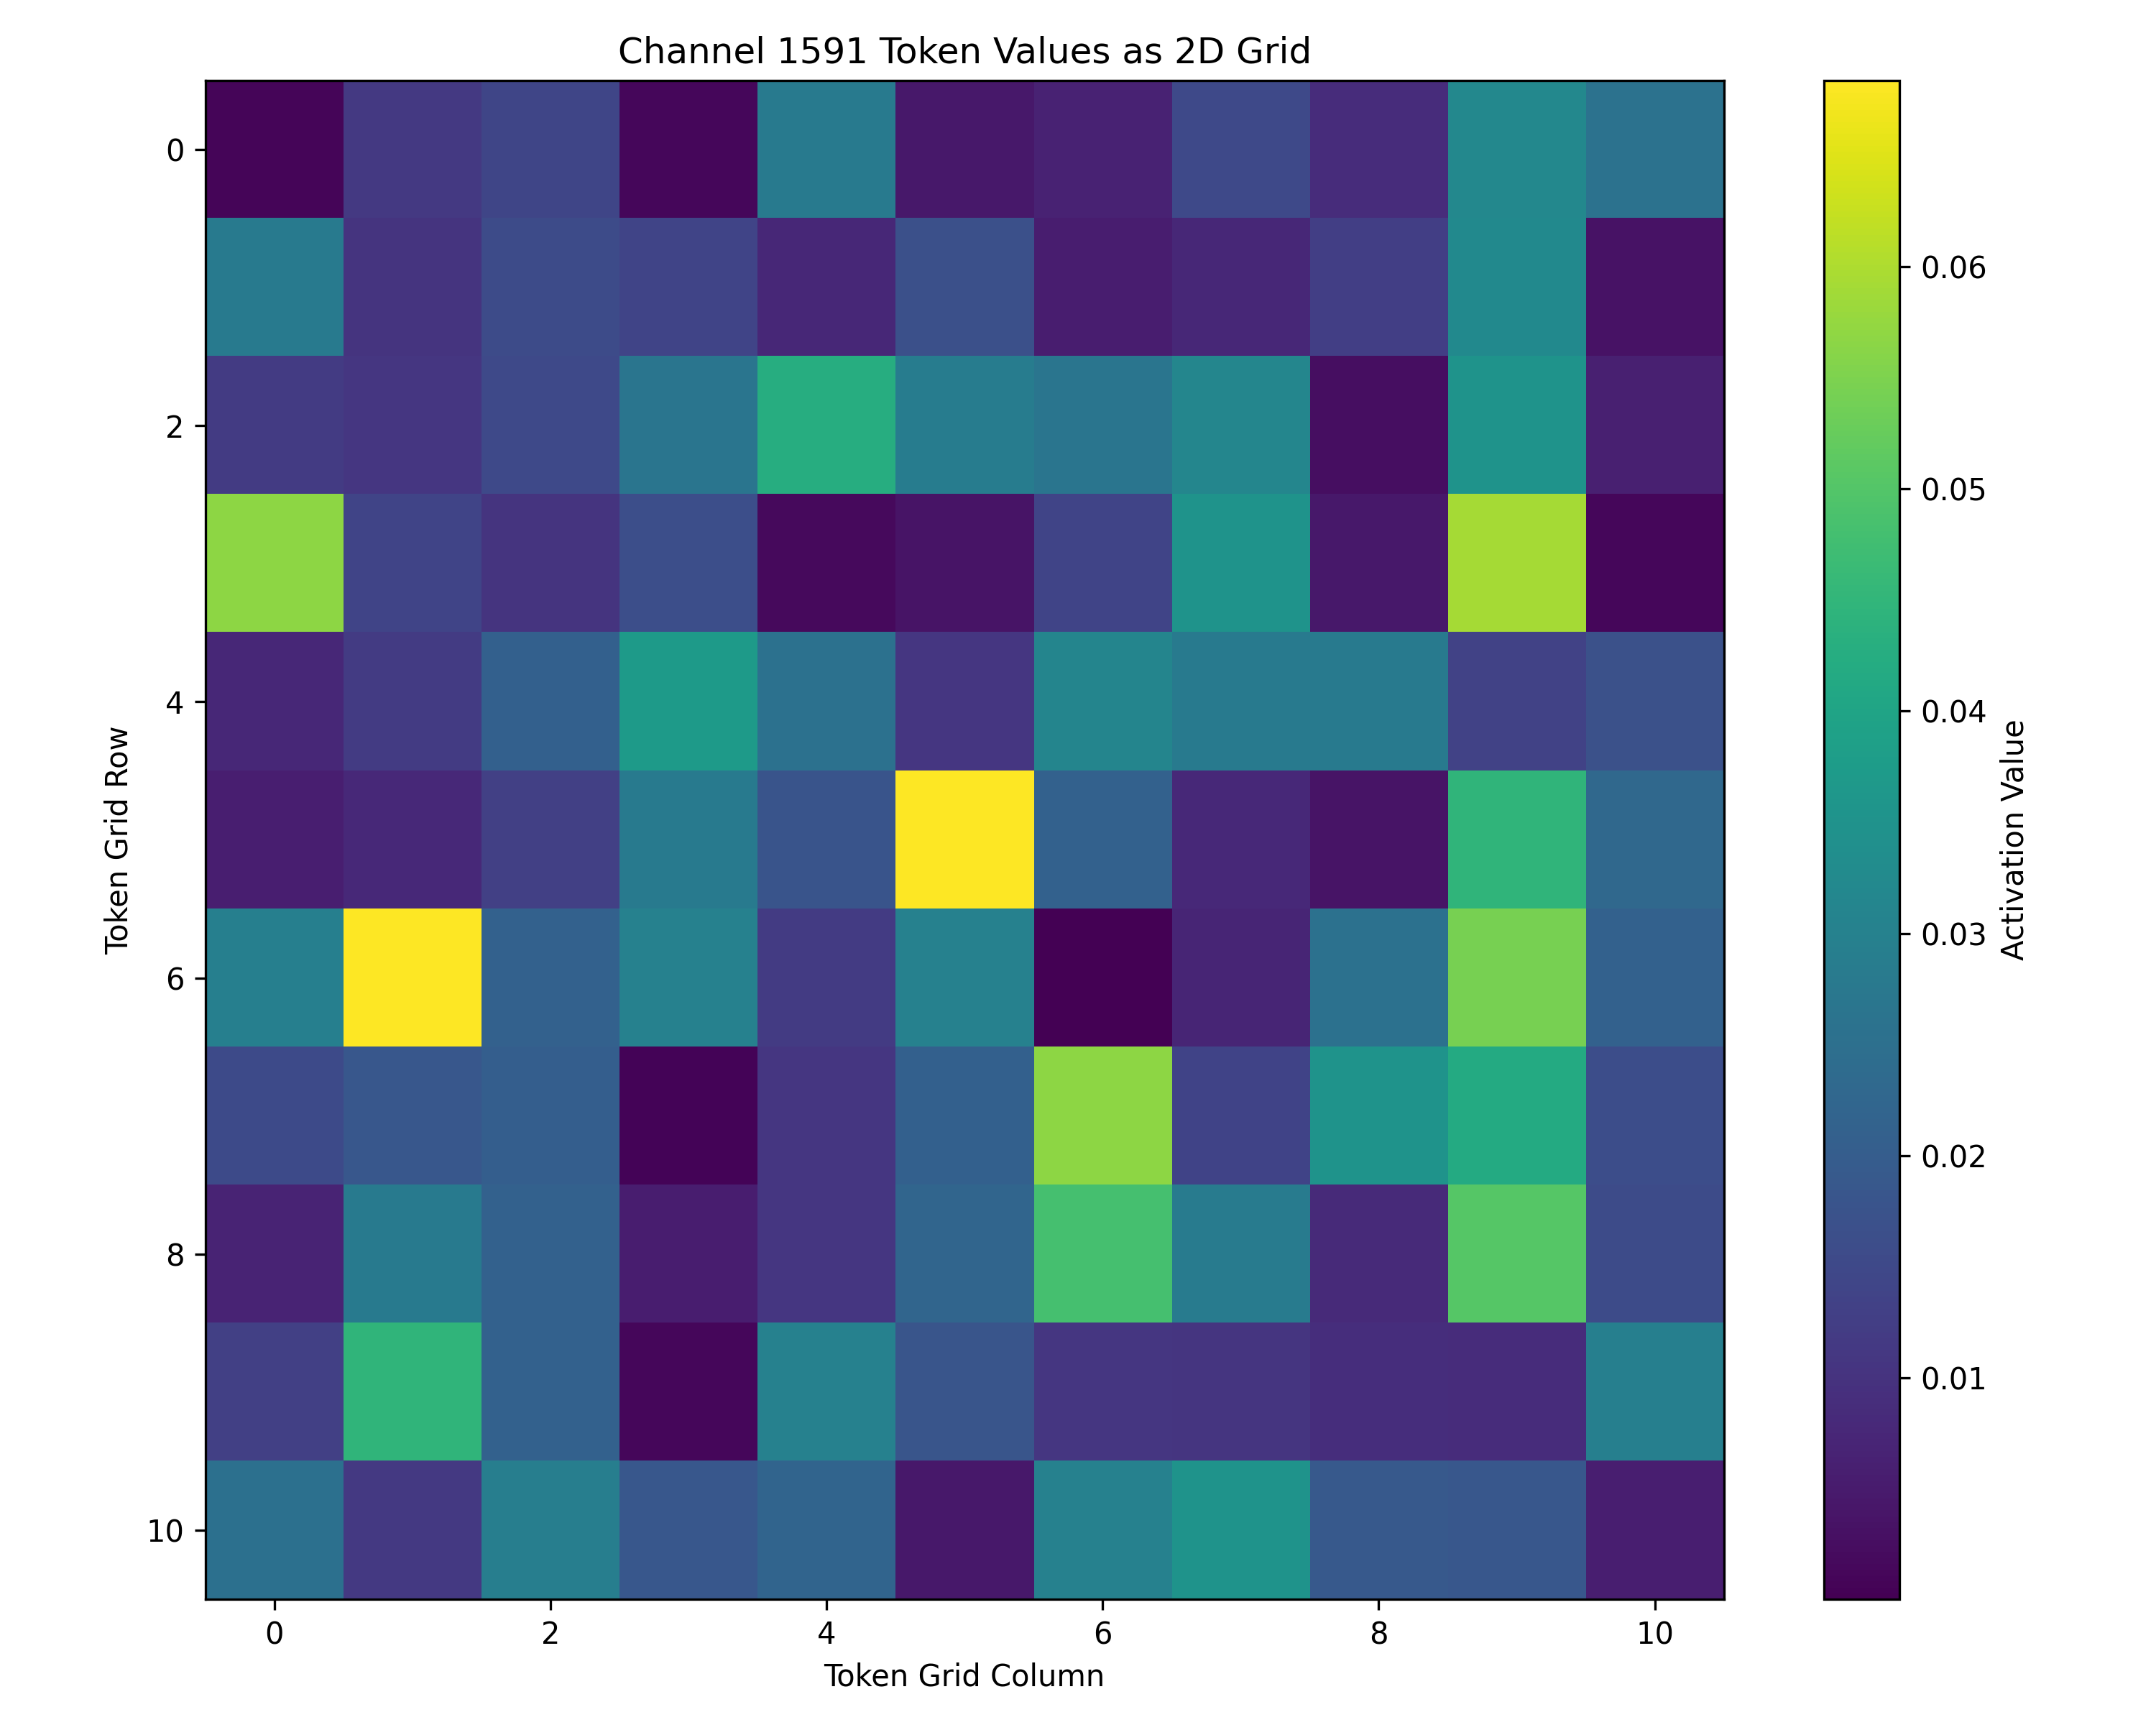 Channel 1591 Token Values as 2D Grid
0
2
4
6
8
10
Token Grid Row
0 2 4 6 8 10
Token Grid Column
0.06
0.05
0.04
0.03
0.02
0.01
Activation Value